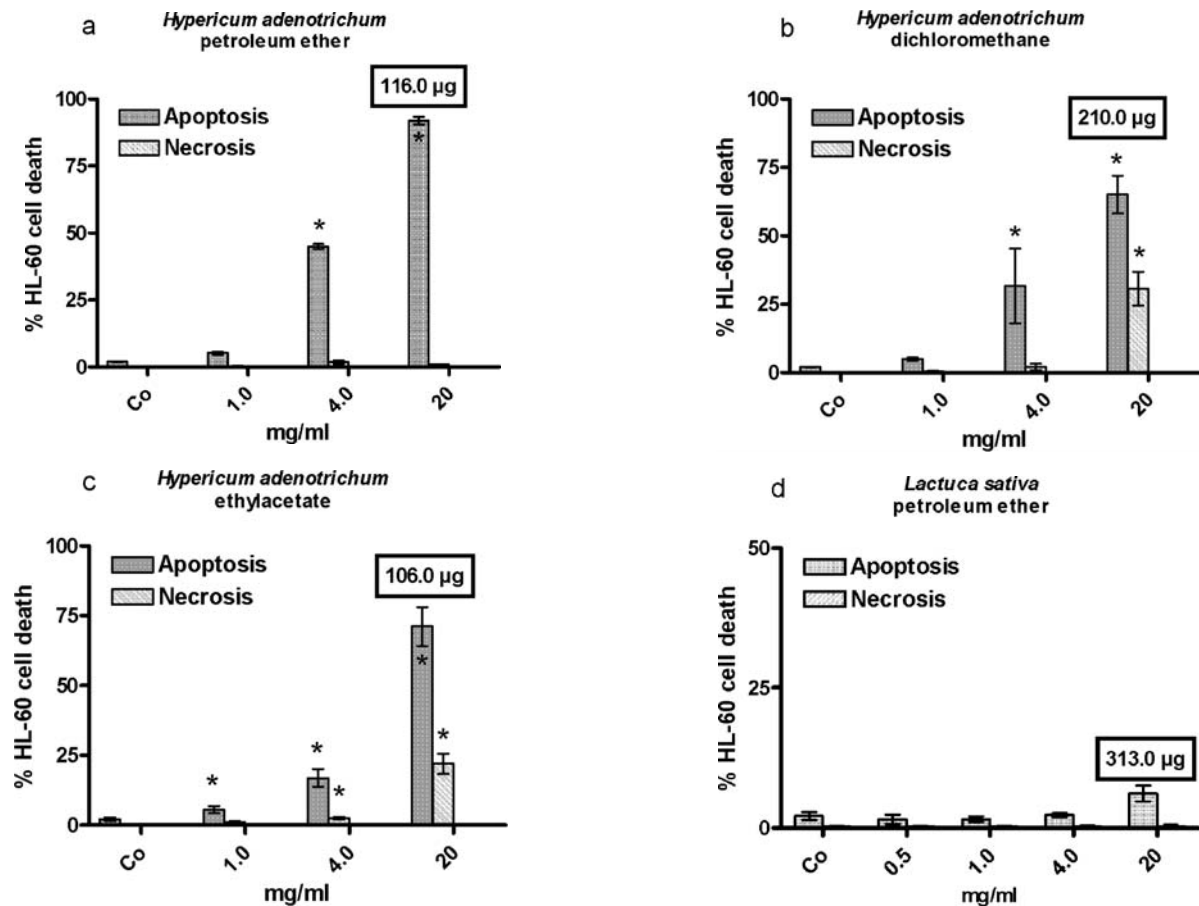 a
Hypericum adenotrichum
petroleum ether
116.0 µg
100
75
50
25
0
% HL-60 cell death
Apoptosis
Necrosis
*
*
Co
1.0
4.0
20
mg/ml
b
Hypericum adenotrichum
dichloromethane
210.0 µg
100
75
50
25
0
% HL-60 cell death
Apoptosis
Necrosis
*
*
*
Co
1.0
4.0
20
mg/ml
c
Hypericum adenotrichum
ethylacetate
106.0 µg
100
75
50
25
0
% HL-60 cell death
Apoptosis
Necrosis
*
*
*
*
*
Co
1.0
4.0
20
mg/ml
d
Lactuca sativa
petroleum ether
313.0 µg
50
25
0
% HL-60 cell death
Apoptosis
Necrosis
Co
0.5
1.0
4.0
20
mg/ml